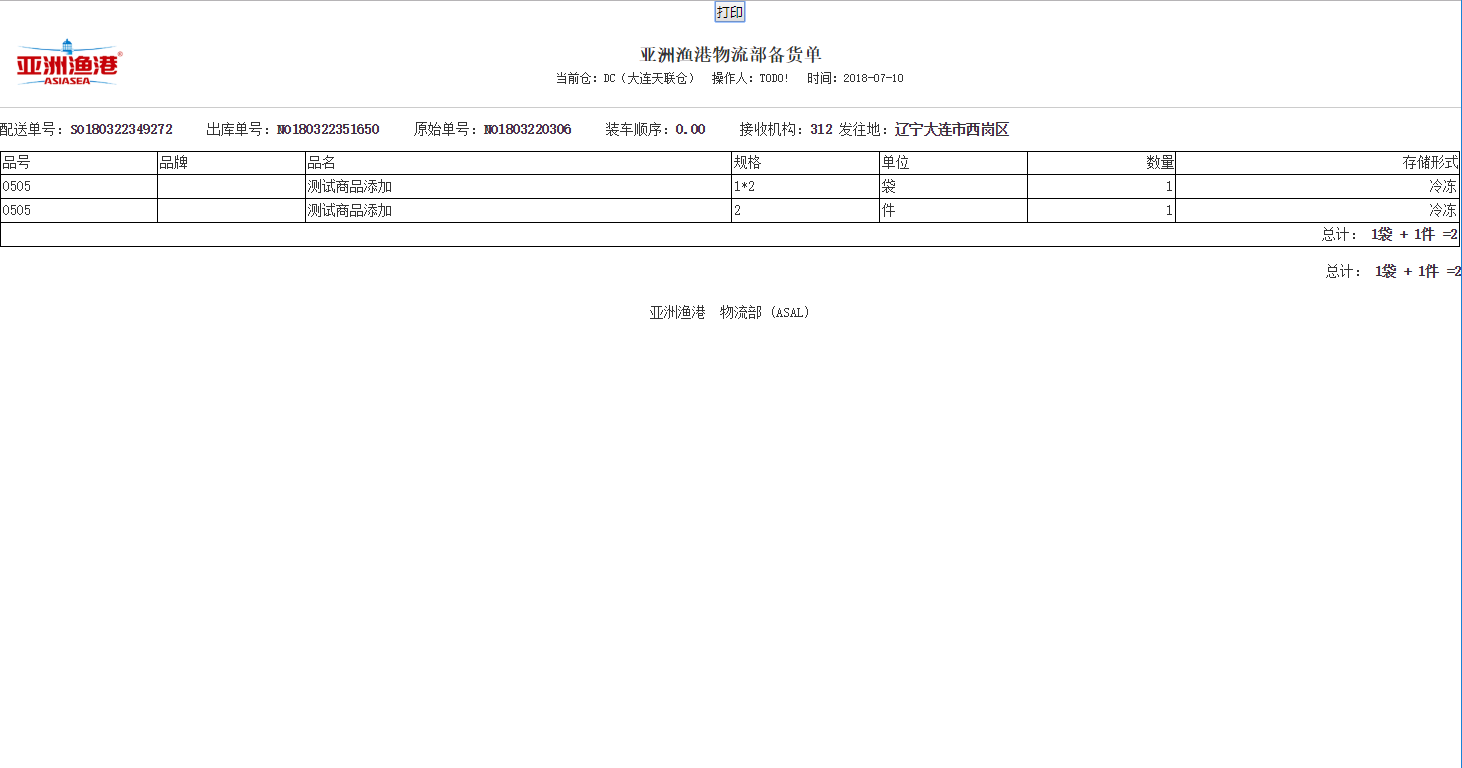 打印
亚洲渔港®
ASIASEA
亚洲渔港物流部备货单
当前仓：DC（大连天联仓） 操作人：TODO! 时间：2018-07-10
配送单号：SO180322349272 出库单号：NO180322351650 原始单号：NO1803220306 装车顺序：0.00 接收机构：312 发往地：辽宁大连市西岗区
品号 品牌 品名 规格 单位 数量 存储形式
0505 测试商品添加 1*2 袋 1 冷冻
0505 测试商品添加 2 件 1 冷冻
总计： 1袋 + 1件 =2
总计： 1袋 + 1件 =2
亚洲渔港 物流部（ASAL）